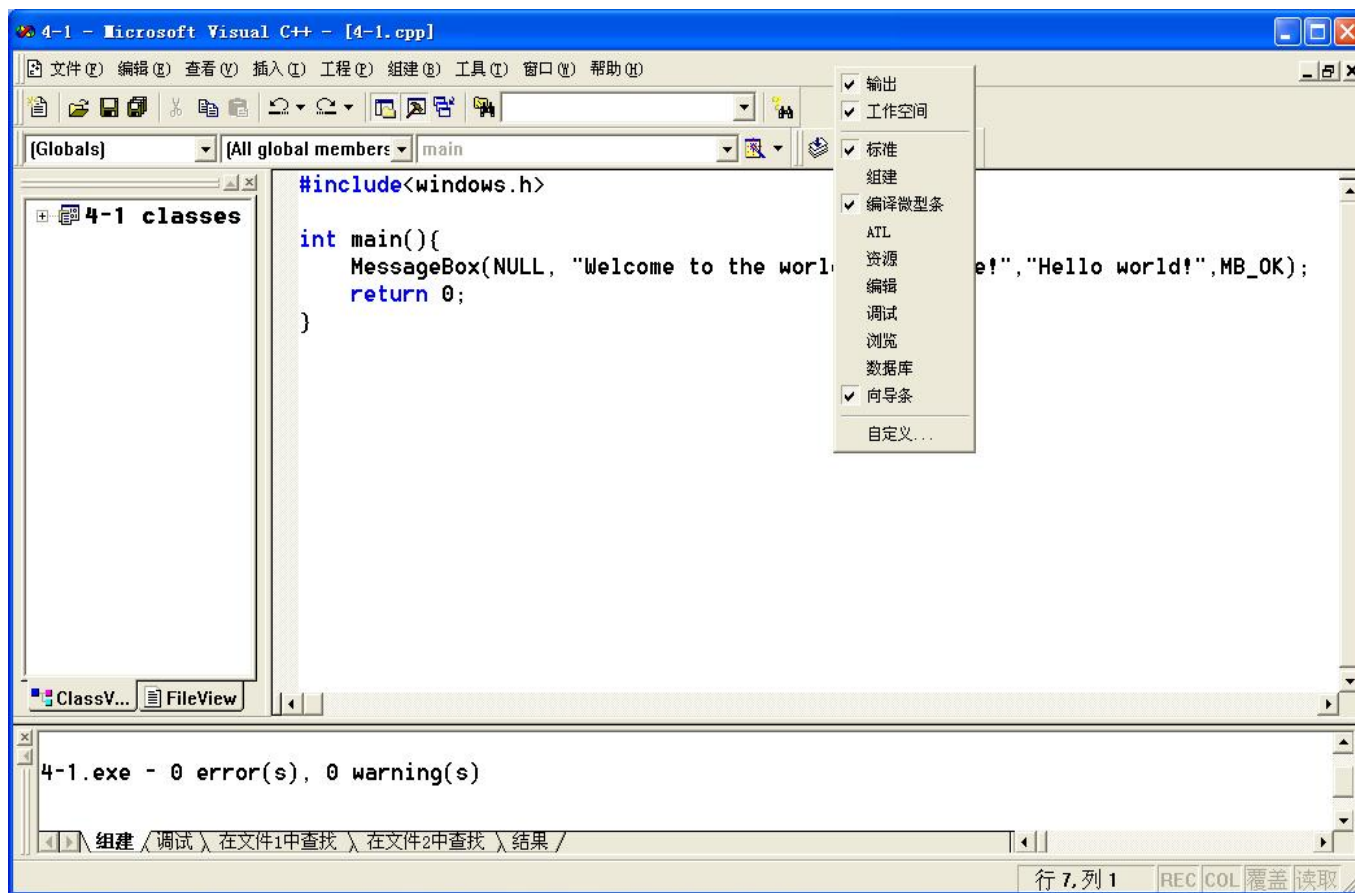 4-1 - Microsoft Visual C++ - [4-1.cpp]
文件(F) 编辑(E) 查看(V) 插入(I) 工程(P) 组建(B) 工具(T) 窗口(W) 帮助(H)
(Globals) (All global members main
4-1 classes
#include<windows.h>
int main(){
MessageBox(NULL, "Welcome to the worl e!","Hello world!",MB_OK);
return 0;
}
输出
工作空间
标准
组建
编译微型条
ATL
资源
编辑
调试
浏览
数据库
向导条
自定义...
ClassV... FileView
4-1.exe - 0 error(s), 0 warning(s)
组建 调试 在文件1中查找 在文件2中查找 结果
行 7,列 1 REC COL 覆盖 读取